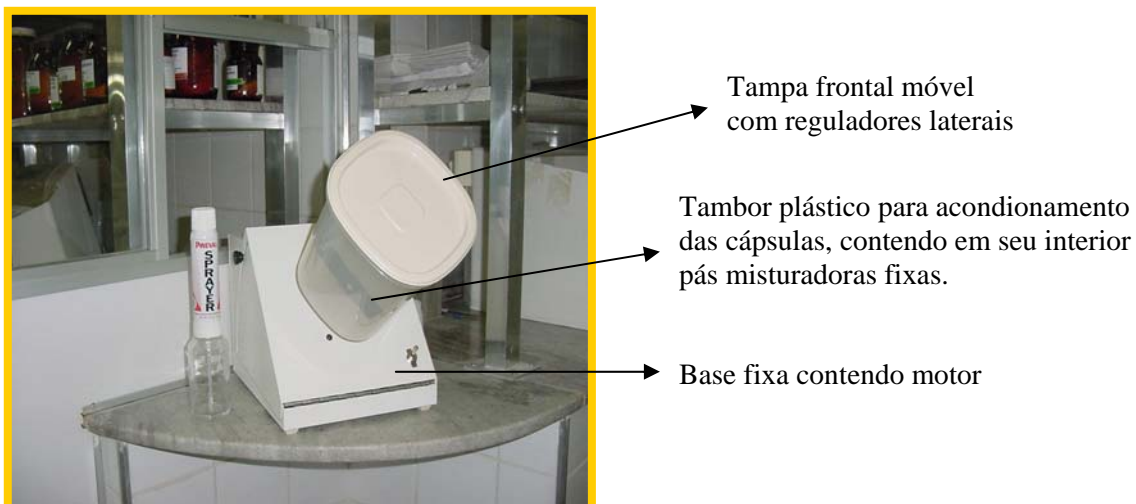 Tampa frontal móvel
com reguladores laterais
Tambor plástico para acondionamento
das cápsulas, contendo em seu interior
pás misturadoras fixas.
Base fixa contendo motor
PREVAL
SPRAYER